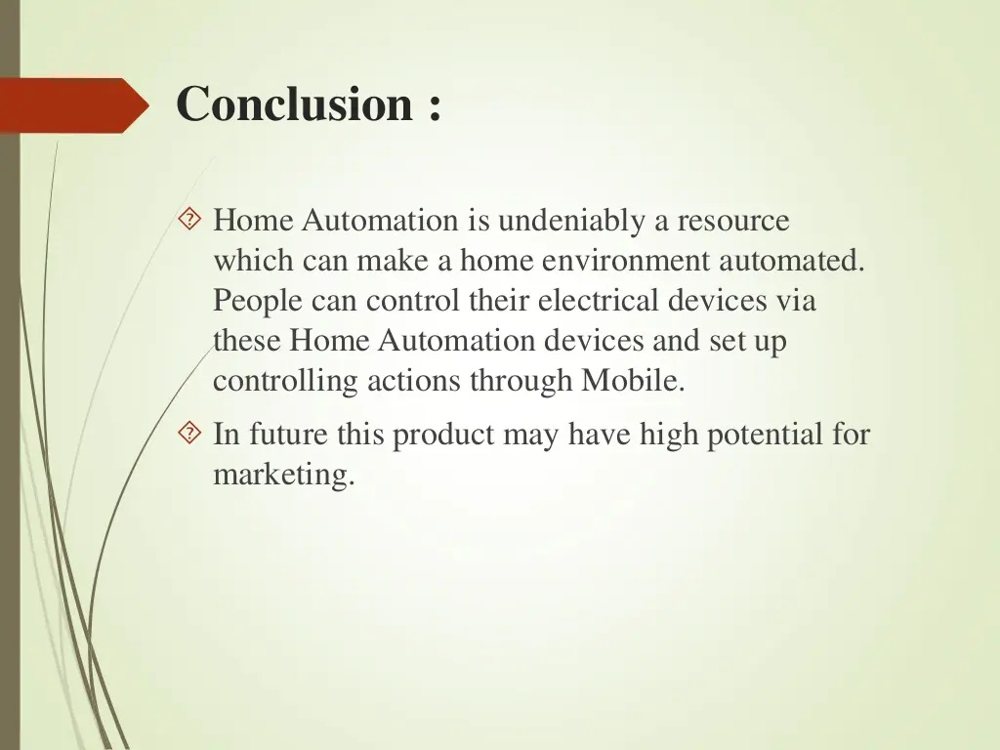 Conclusion :
Home Automation is undeniably a resource
which can make a home environment automated.
People can control their electrical devices via
these Home Automation devices and set up
controlling actions through Mobile.
In future this product may have high potential for
marketing.